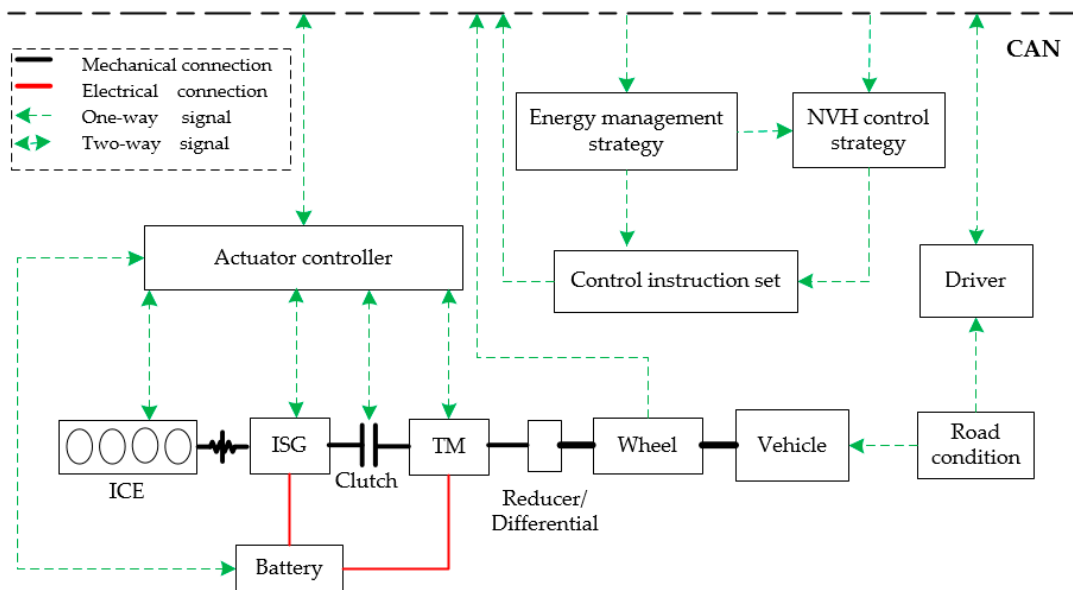 CAN
Mechanical connection
Electrical connection
One-way signal
Two-way signal
Energy management
strategy
NVH control
strategy
Actuator controller
Control instruction set
Driver
ISG
TM
Wheel
Vehicle
Road
condition
ICE
Clutch
Reducer/
Differential
Battery